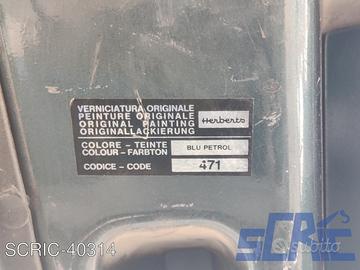 VERNICIATURA ORIGINALE
PEINTURE ORIGINALE
ORIGINAL PAINTING
ORIGINALLACKIERUNG
Herberts
COLORE - TEINTE
COLOUR - FARBTON
BLU PETROL
CODICE - CODE
471
SCRIC-40314
SCRIC
subito